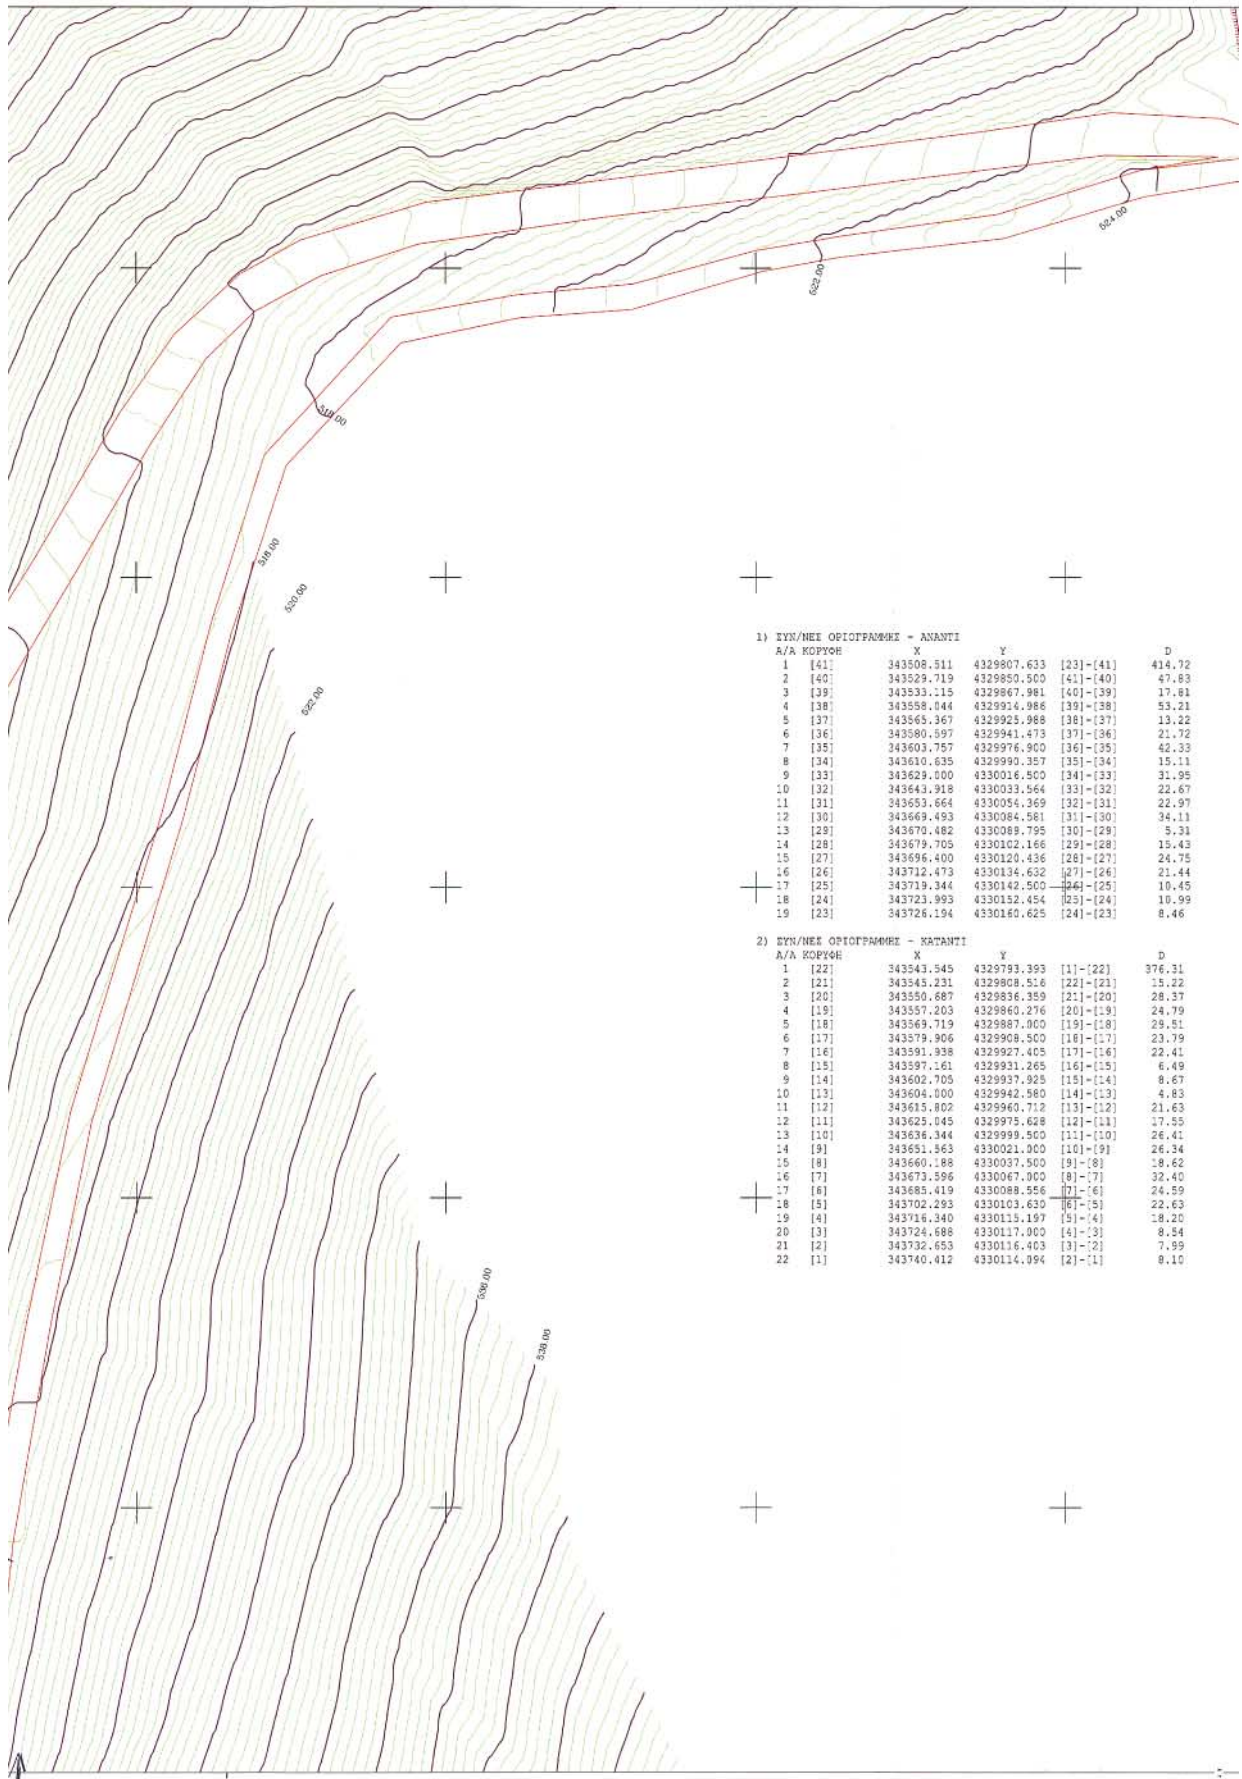 524.00
522.00
518.00
518.00
520.00
522.00
1) ΣΥΝ/ΝΕΣ ΟΡΙΟΓΡΑΜΜΗΣ - ΑΝΑΝΤΙ
Α/Α ΚΟΡΥΦΗ X Y D
1 [41] 343508.511 4329807.633 [23]-[41] 414.72
2 [40] 343529.719 4329850.500 [41]-[40] 47.83
3 [39] 343533.115 4329867.981 [40]-[39] 17.81
4 [38] 343558.044 4329914.986 [39]-[38] 53.21
5 [37] 343565.367 4329925.988 [38]-[37] 13.22
6 [36] 343580.597 4329941.473 [37]-[36] 21.72
7 [35] 343603.757 4329976.900 [36]-[35] 42.33
8 [34] 343610.635 4329990.357 [35]-[34] 15.11
9 [33] 343629.000 4330016.500 [34]-[33] 31.95
10 [32] 343643.918 4330033.564 [33]-[32] 22.67
11 [31] 343653.664 4330054.369 [32]-[31] 22.97
12 [30] 343669.493 4330084.581 [31]-[30] 34.11
13 [29] 343670.482 4330089.795 [30]-[29] 5.31
14 [28] 343679.705 4330102.166 [29]-[28] 15.43
15 [27] 343696.400 4330120.436 [28]-[27] 24.75
16 [26] 343712.473 4330134.632 [27]-[26] 21.44
17 [25] 343719.344 4330142.500 [26]-[25] 10.45
18 [24] 343723.993 4330152.454 [25]-[24] 10.99
19 [23] 343726.194 4330160.625 [24]-[23] 8.46
2) ΣΥΝ/ΝΕΣ ΟΡΙΟΓΡΑΜΜΗΣ - ΚΑΤΑΝΤΙ
Α/Α ΚΟΡΥΦΗ X Y D
1 [22] 343543.545 4329793.393 [1]-[22] 376.31
2 [21] 343545.231 4329808.516 [22]-[21] 15.22
3 [20] 343550.687 4329836.359 [21]-[20] 28.37
4 [19] 343557.203 4329860.276 [20]-[19] 24.79
5 [18] 343569.719 4329887.000 [19]-[18] 29.51
6 [17] 343579.906 4329908.500 [18]-[17] 23.79
7 [16] 343591.938 4329927.405 [17]-[16] 22.41
8 [15] 343597.161 4329931.265 [16]-[15] 6.49
9 [14] 343602.705 4329937.925 [15]-[14] 8.67
10 [13] 343604.000 4329942.580 [14]-[13] 4.83
11 [12] 343615.802 4329960.712 [13]-[12] 21.63
12 [11] 343625.045 4329975.628 [12]-[11] 17.55
13 [10] 343636.344 4329999.500 [11]-[10] 26.41
14 [9] 343651.563 4330021.000 [10]-[9] 26.34
15 [8] 343660.188 4330037.500 [9]-[8] 18.62
16 [7] 343673.596 4330067.000 [8]-[7] 32.40
17 [6] 343685.419 4330088.556 [7]-[6] 24.59
18 [5] 343702.293 4330103.630 [6]-[5] 22.63
19 [4] 343716.340 4330115.197 [5]-[4] 18.20
20 [3] 343724.688 4330117.000 [4]-[3] 8.54
21 [2] 343732.653 4330116.403 [3]-[2] 7.99
22 [1] 343740.412 4330114.094 [2]-[1] 8.10
536.00
538.00